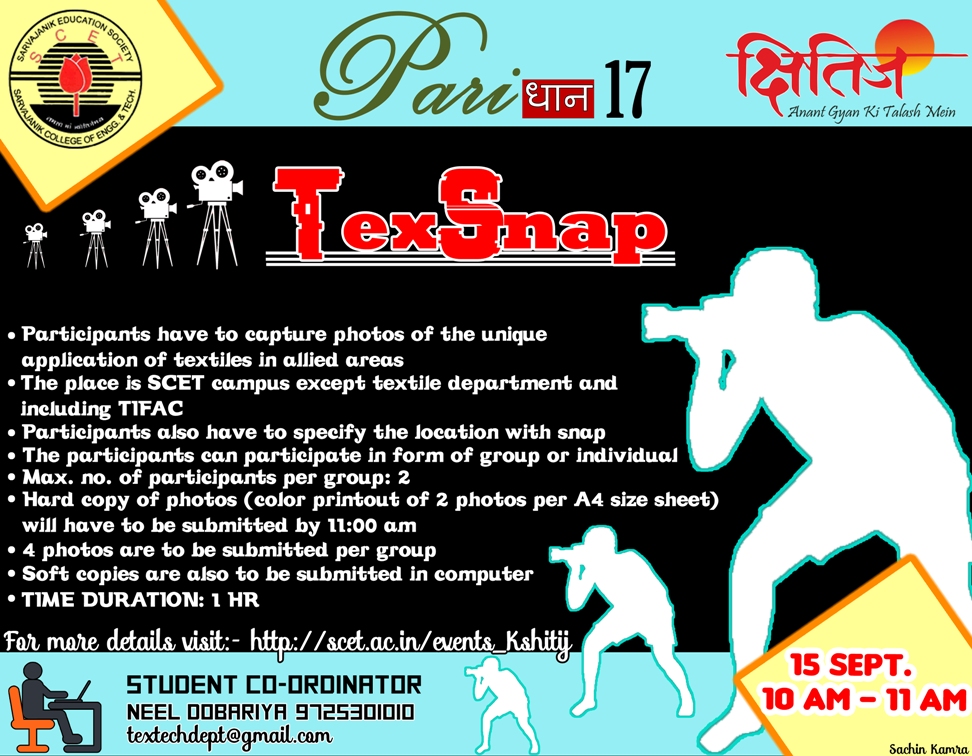 SARVAJANIK EDUCATION SOCIETY
S C E T
SARVAJANIK COLLEGE OF ENGG. & TECH.
Pari धान 17
क्षितिज
Anant Gyan Ki Talash Mein
TexSnap
• Participants have to capture photos of the unique
application of textiles in allied areas
• The place is SCET campus except textile department and
including TIFAC
• Participants also have to specify the location with snap
• The participants can participate in form of group or individual
• Max. no. of participants per group: 2
• Hard copy of photos (color printout of 2 photos per A4 size sheet)
will have to be submitted by 11:00 am
• 4 photos are to be submitted per group
• Soft copies are also to be submitted in computer
• TIME DURATION: 1 HR
For more details visit:- http://scet.ac.in/events_Kshitij
15 SEPT.
10 AM - 11 AM
STUDENT CO-ORDINATOR
NEEL DOBARIYA 9725301010
textechdept@gmail.com
Sachin Kamra